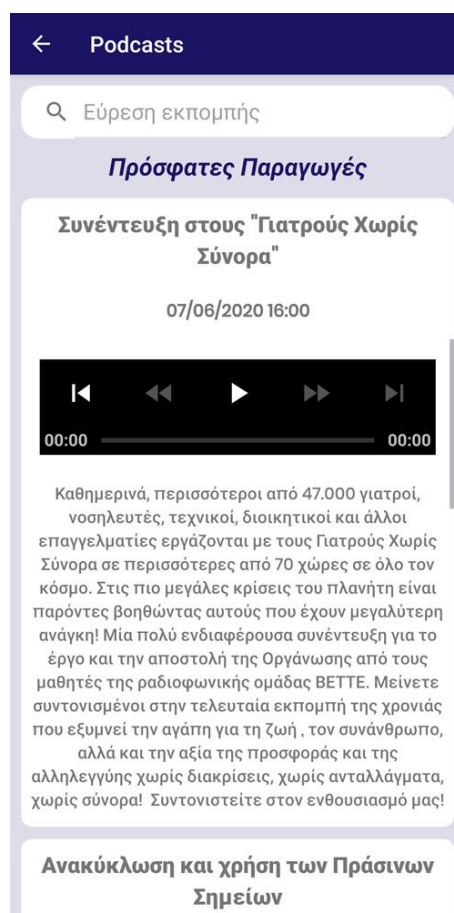 Podcasts
Εύρεση εκπομπής
Πρόσφατες Παραγωγές
Συνέντευξη στους "Γιατρούς Χωρίς
Σύνορα"
07/06/2020 16:00
00:00 00:00
Καθημερινά, περισσότεροι από 47.000 γιατροί,
νοσηλευτές, τεχνικοί, διοικητικοί και άλλοι
επαγγελματίες εργάζονται με τους Γιατρούς Χωρίς
Σύνορα σε περισσότερες από 70 χώρες σε όλο τον
κόσμο. Στις πιο μεγάλες κρίσεις του πλανήτη είναι
παρόντες βοηθώντας αυτούς που έχουν μεγαλύτερη
ανάγκη! Μία πολύ ενδιαφέρουσα συνέντευξη για το
έργο και την αποστολή της Οργάνωσης από τους
μαθητές της ραδιοφωνικής ομάδας BETTE. Μείνετε
συντονισμένοι στην τελευταία εκπομπή της χρονιάς
που εξυμνεί την αγάπη για τη ζωή , τον συνάνθρωπο,
αλλά και την αξία της προσφοράς και της
αλληλεγγύης χωρίς διακρίσεις, χωρίς ανταλλάγματα,
χωρίς σύνορα! Συντονιστείτε στον ενθουσιασμό μας!
Ανακύκλωση και χρήση των Πράσινων
Σημείων